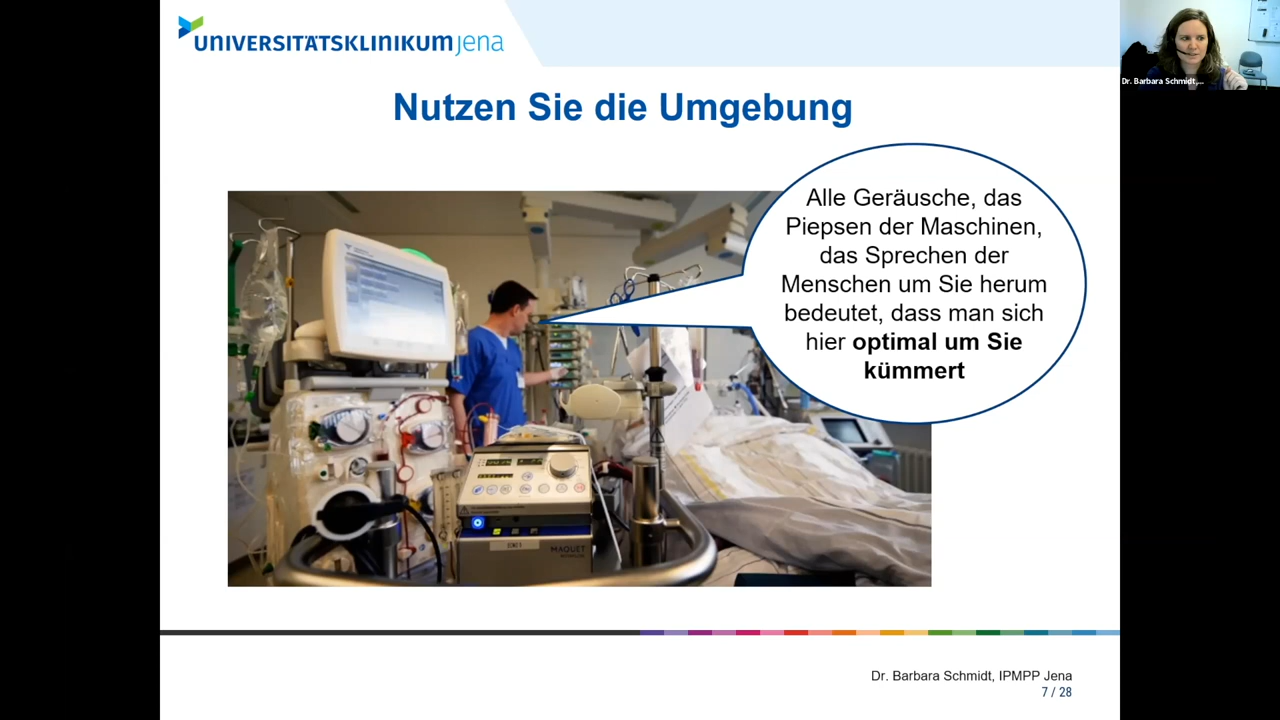 UNIVERSITÄTSKLINIKUM jena
Dr. Barbara Schmidt,...
Nutzen Sie die Umgebung
Alle Geräusche, das
Piepsen der Maschinen,
das Sprechen der
Menschen um Sie herum
bedeutet, dass man sich
hier optimal um Sie
kümmert
MAQUET
Dr. Barbara Schmidt, IPMPP Jena
7 / 28